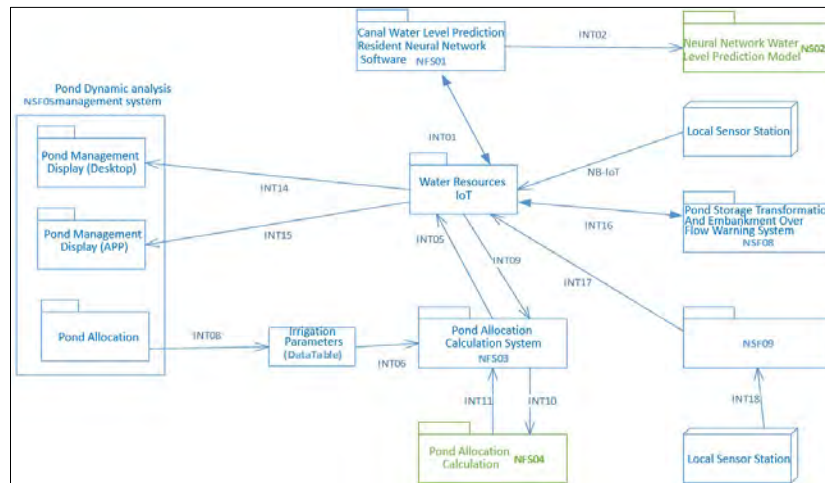 Canal Water Level Prediction
Resident Neural Network
Software NFS01
INT02
Neural Network Water
Level Prediction Model NS02
Pond Dynamic analysis
NSF05management system
INT01
Local Sensor Station
Pond Management
Display (Desktop)
NB-IoT
INT14
Water Resources
IoT
Pond Management
Display (APP)
INT15
INT16
Pond Storage Transformation
And Embankment Over
Flow Warning System
NSF08
INT05
INT09
INT17
Pond Allocation
INT08
Irrigation
Parameters
(DataTable)
INT06
Pond Allocation
Calculation System
NFS03
NSF09
INT11
INT10
INT18
Pond Allocation
Calculation NFS04
Local Sensor Station